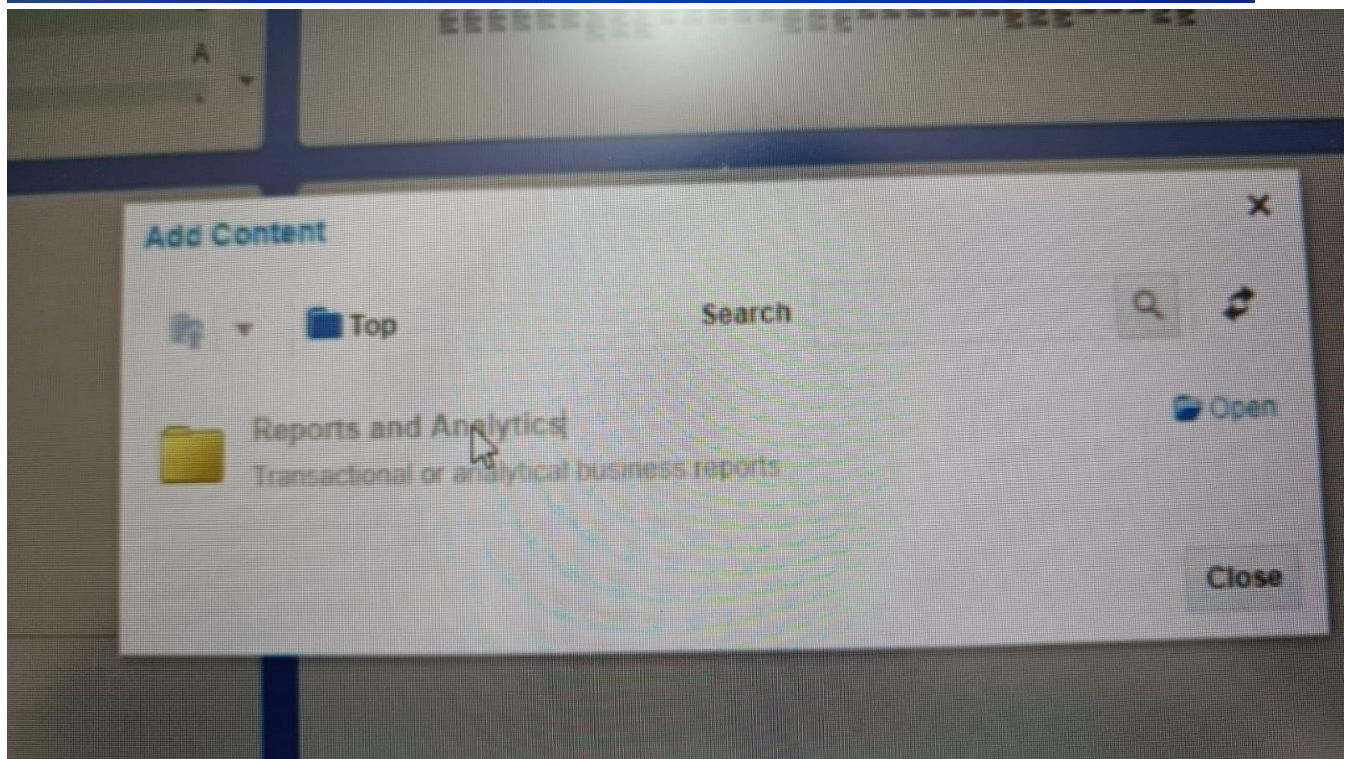 A
Add Content
Top
Search
Reports and Analytics
Open
Transactional or analytical business reports
Close